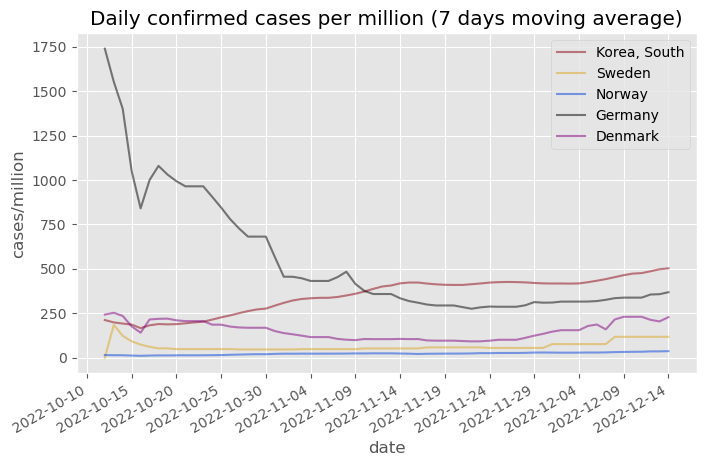 Daily confirmed cases per million (7 days moving average)
Korea, South
Sweden
Norway
Germany
Denmark
cases/million
1750
1500
1250
1000
750
500
250
0
2022-10-10
2022-10-15
2022-10-20
2022-10-25
2022-10-30
2022-11-04
2022-11-09
2022-11-14
2022-11-19
2022-11-24
2022-11-29
2022-12-04
2022-12-09
2022-12-14
date